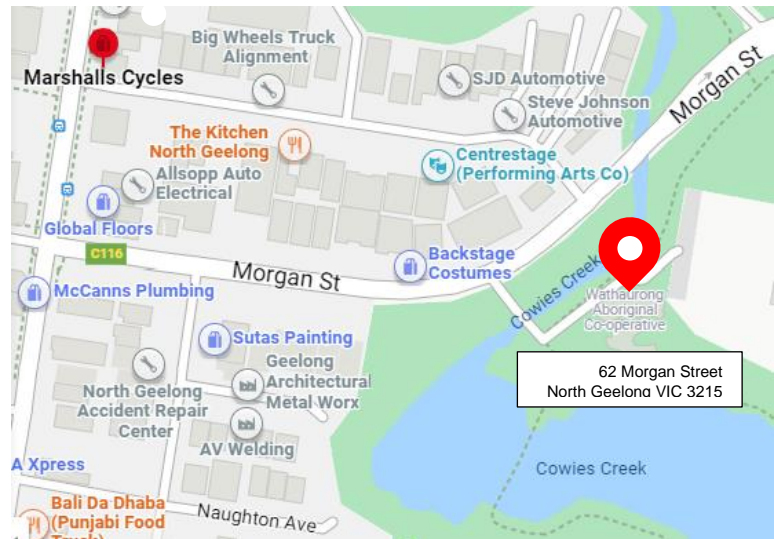 Big Wheels Truck
Alignment
Marshalls Cycles
SJD Automotive
Steve Johnson
Automotive
Morgan St
The Kitchen
North Geelong
Centrestage
(Performing Arts Co)
Allsopp Auto
Electrical
Global Floors
C116
Morgan St
Backstage
Costumes
Cowies Creek
Wathaurong
Aboriginal
Co-operative
McCanns Plumbing
Sutas Painting
Geelong
Architectural
Metal Worx
62 Morgan Street
North Geelong VIC 3215
North Geelong
Accident Repair
Center
AV Welding
A Xpress
Cowies Creek
Bali Da Dhaba
(Punjabi Food
Truck)
Naughton Ave